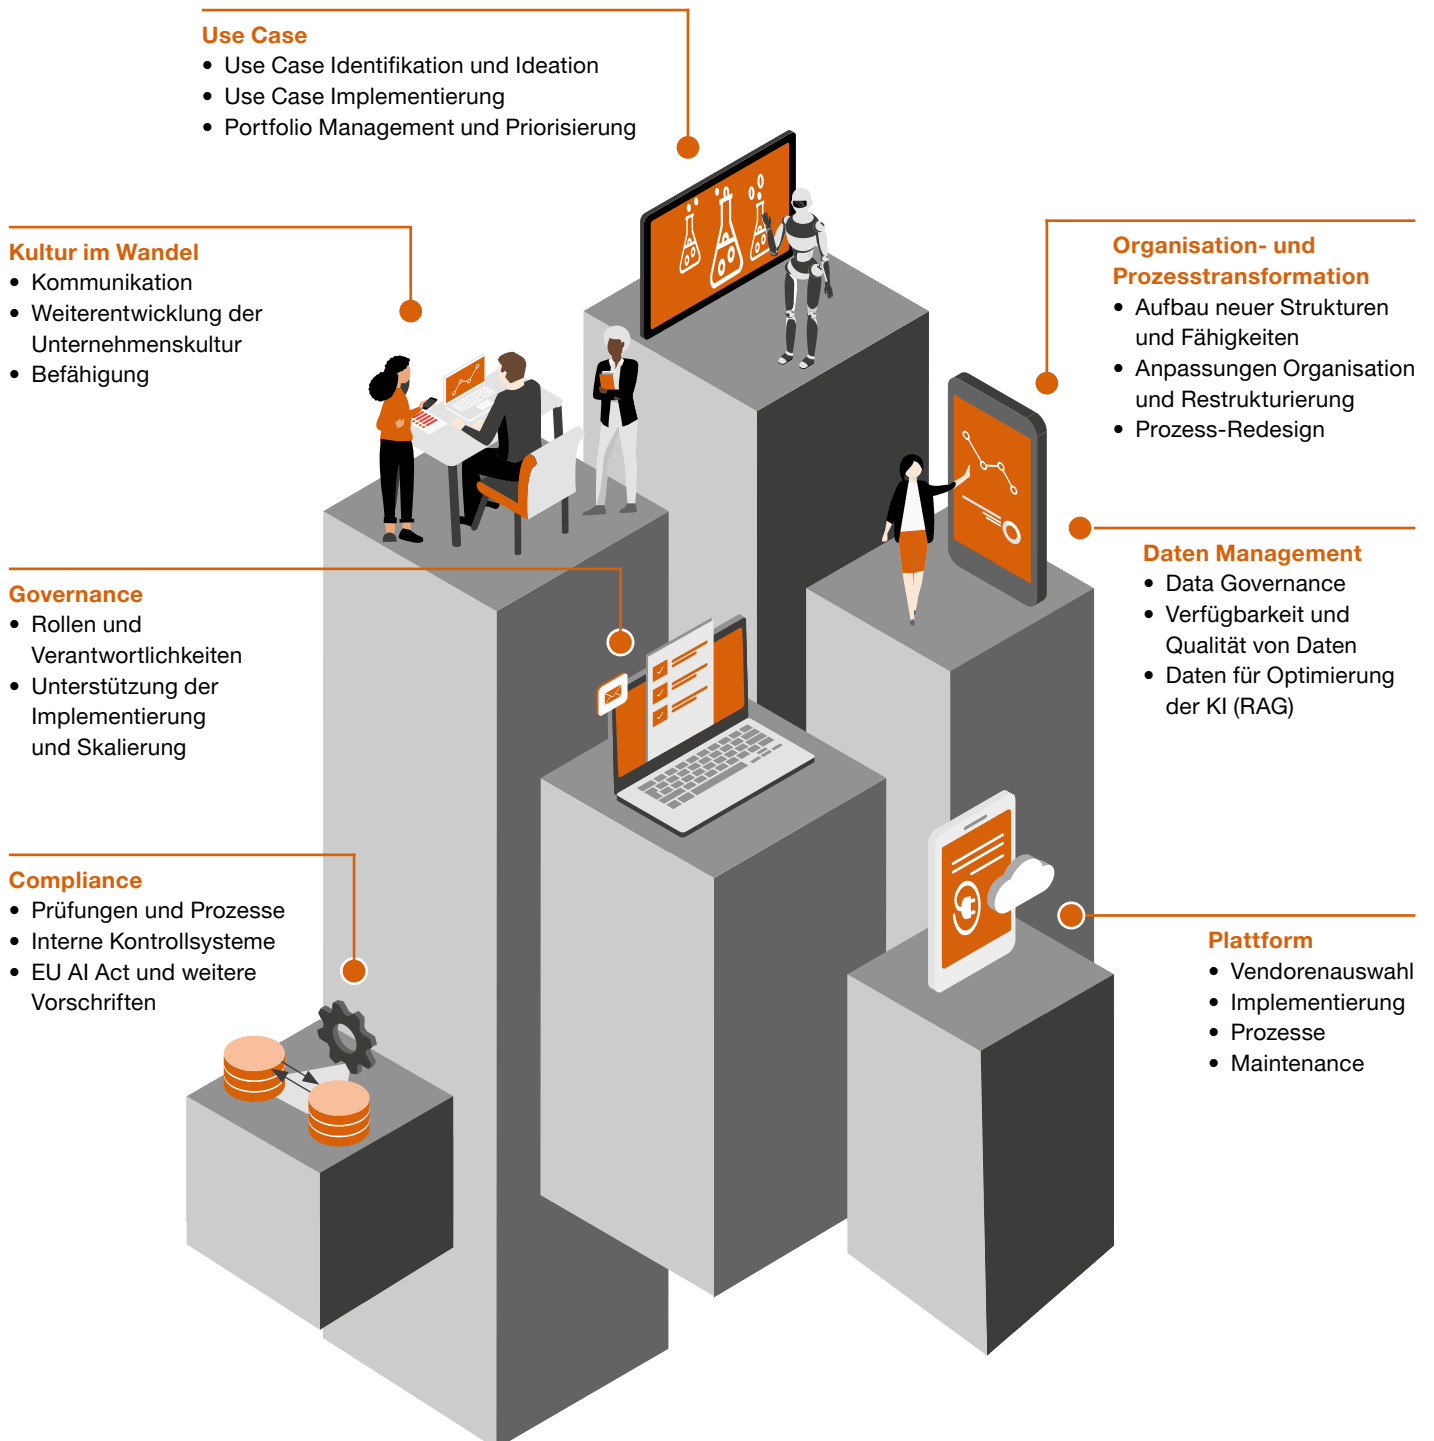 Use Case
• Use Case Identifikation und Ideation
• Use Case Implementierung
• Portfolio Management und Priorisierung
Kultur im Wandel
• Kommunikation
• Weiterentwicklung der
Unternehmenskultur
• Befähigung
Organisation- und
Prozesstransformation
• Aufbau neuer Strukturen
und Fähigkeiten
• Anpassungen Organisation
und Restrukturierung
• Prozess-Redesign
Daten Management
• Data Governance
• Verfügbarkeit und
Qualität von Daten
• Daten für Optimierung
der KI (RAG)
Governance
• Rollen und
Verantwortlichkeiten
• Unterstützung der
Implementierung
und Skalierung
Compliance
• Prüfungen und Prozesse
• Interne Kontrollsysteme
• EU AI Act und weitere
Vorschriften
Plattform
• Vendorenauswahl
• Implementierung
• Prozesse
• Maintenance